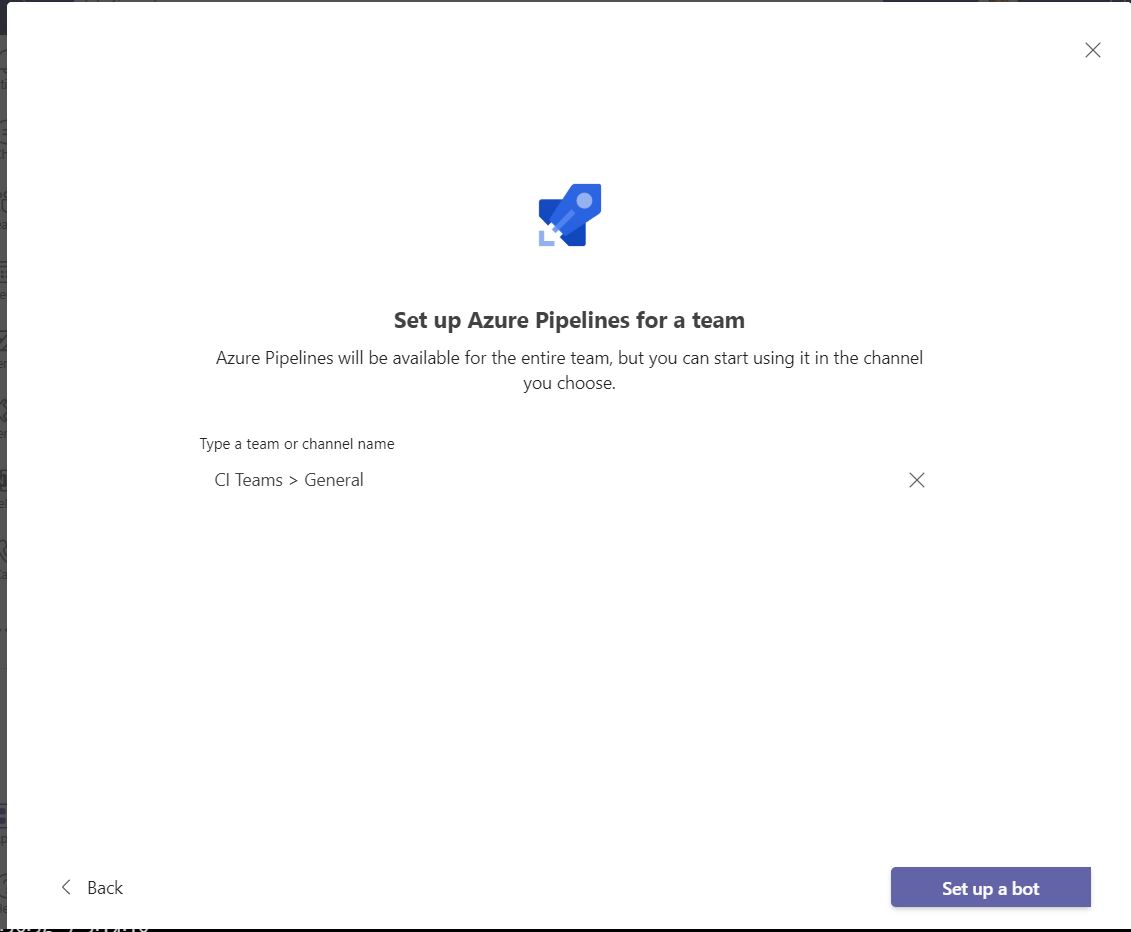 Set up Azure Pipelines for a team
Azure Pipelines will be available for the entire team, but you can start using it in the channel
you choose.
Type a team or channel name
CI Teams > General
Back
Set up a bot